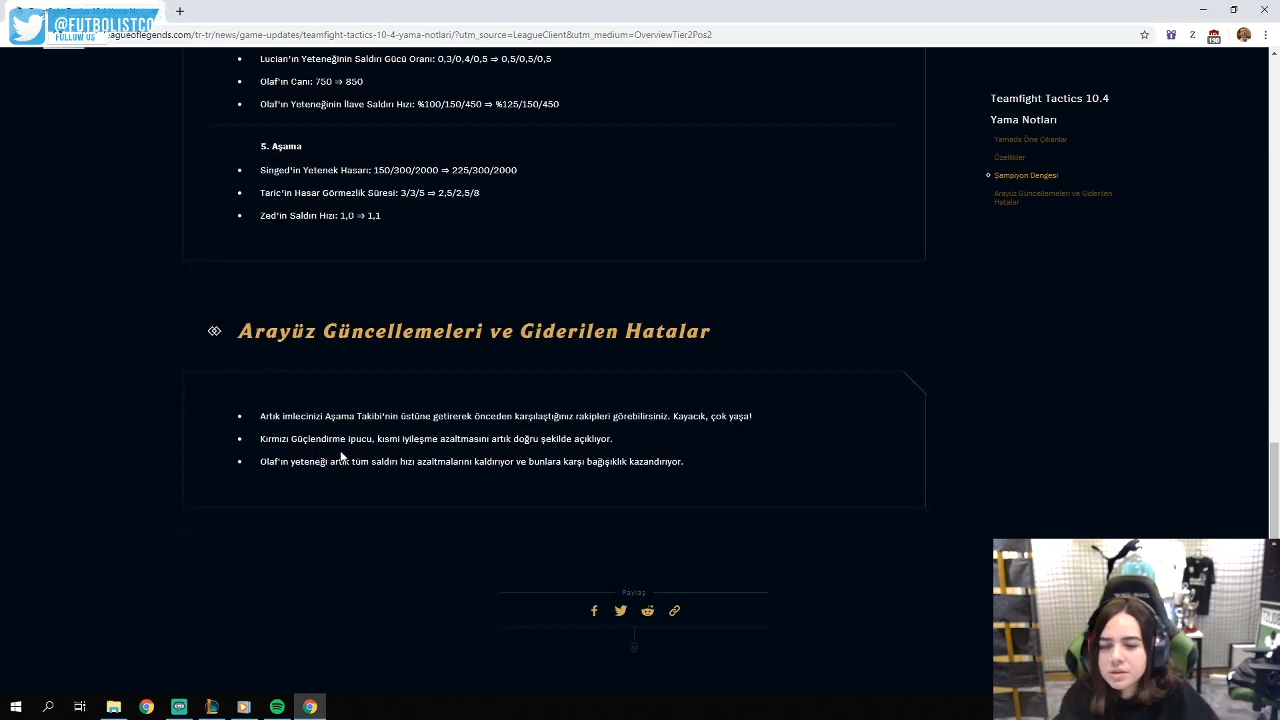 @FUTBOLISTCO
FOLLOW US
eagueoflegends.com/tr-tr/news/game-updates/teamfight-tactics-10-4-yama-notlari/?utm_source=LeagueClient&utm_medium=OverviewTier2Pos2
190
Lucian'ın Yeteneğinin Saldırı Gücü Oranı: 0,3/0,4/0,5 ⇒ 0,5/0,5/0,5
Olaf'ın Canı: 750 ⇒ 850
Olaf'ın Yeteneğinin İlave Saldırı Hızı: %100/150/450 ⇒ %125/150/450
5. Aşama
Singed'in Yetenek Hasarı: 150/300/2000 ⇒ 225/300/2000
Taric'in Hasar Görmezlik Süresi: 3/3/5 ⇒ 2,5/2,5/8
Zed'in Saldırı Hızı: 1,0 ⇒ 1,1
Teamfight Tactics 10.4
Yama Notları
Yamada Öne Çıkanlar
Özellikler
Şampiyon Dengesi
Arayüz Güncellemeleri ve Giderilen
Hatalar
Arayüz Güncellemeleri ve Giderilen Hatalar
Artık imlecinizi Aşama Takibi'nin üstüne getirerek önceden karşılaştığınız rakipleri görebilirsiniz. Kayacık, çok yaşa!
Kırmızı Güçlendirme ipucu, kısmi iyileşme azaltmasını artık doğru şekilde açıklıyor.
Olaf'ın yeteneği artık tüm saldırı hızı azaltmalarını kaldırıyor ve bunlara karşı bağışıklık kazandırıyor.
Paylaş